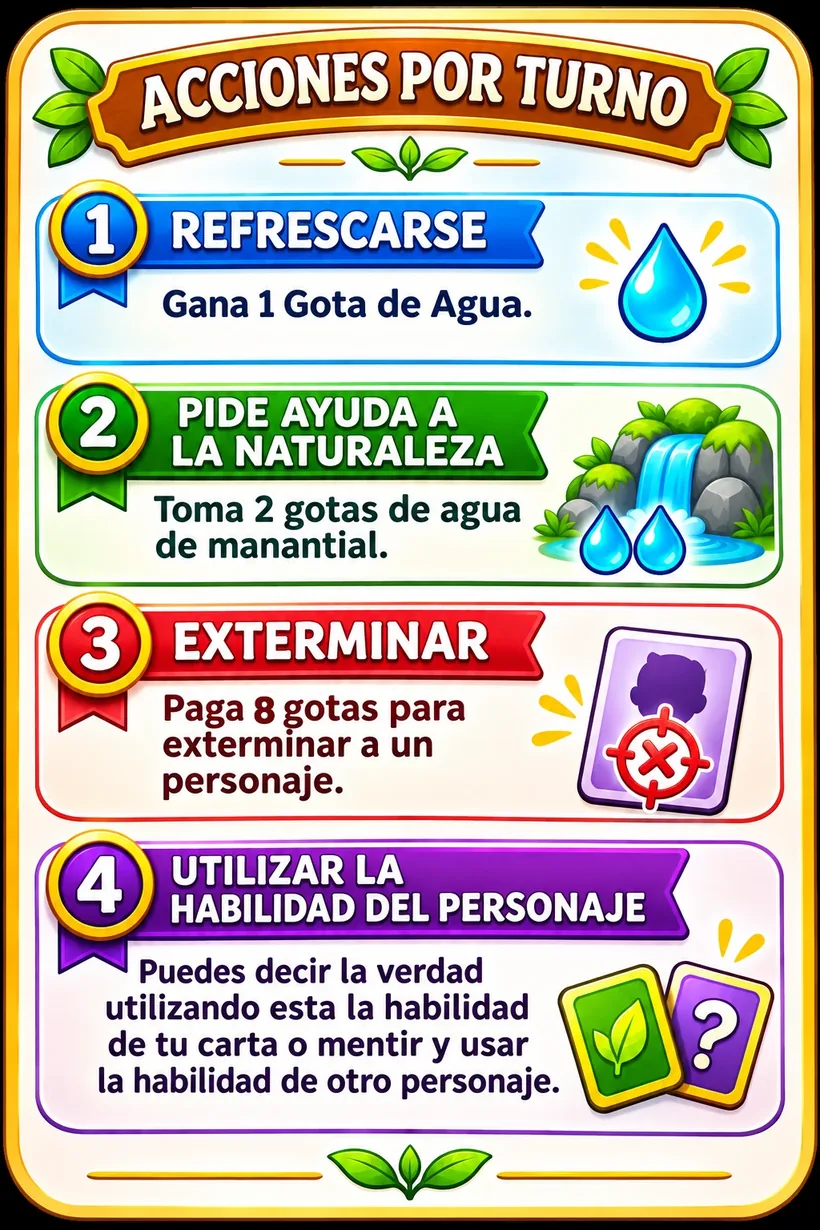 ACCIONES POR TURNO
1
REFRESCARSE
Gana 1 Gota de Agua.
2
PIDE AYUDA A
LA NATURALEZA
Toma 2 gotas de agua
de manantial.
3
EXTERMINAR
Paga 8 gotas para
exterminar a un
personaje.
4
UTILIZAR LA
HABILIDAD DEL PERSONAJE
Puedes decir la verdad
utilizando esta la habilidad
de tu carta o mentir y usar
la habilidad de otro personaje.
?